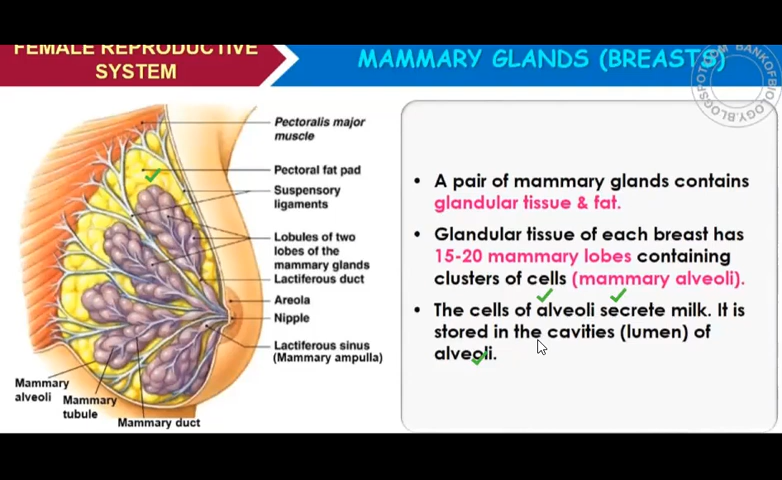 FEMALE REPRODUCTIVE
SYSTEM
MAMMARY GLANDS (BREASTS)
Pectoralis major
muscle
Pectoral fat pad
Suspensory
ligaments
Lobules of two
lobes of the
mammary glands
Lactiferous duct
Areola
Nipple
Lactiferous sinus
(Mammary ampulla)
Mammary
alveoli
Mammary
tubule
Mammary duct
• A pair of mammary glands contains
glandular tissue & fat.
• Glandular tissue of each breast has
15-20 mammary lobes containing
clusters of cells (mammary alveoli).
• The cells of alveoli secrete milk. It is
stored in the cavities (lumen) of
alveoli.